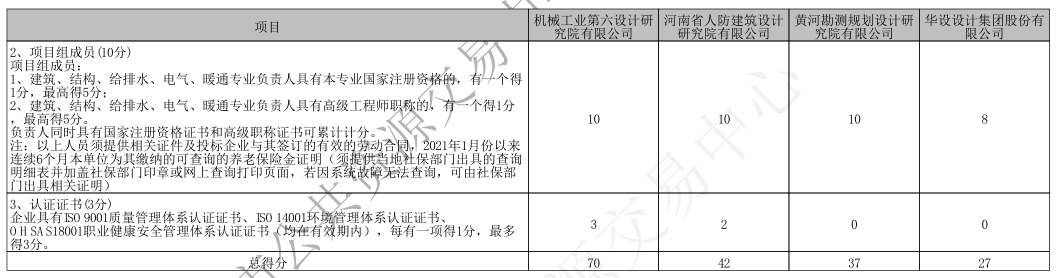 项目 机械工业第六设计研究院有限公司 河南省人防建筑设计研究院有限公司 黄河勘测规划设计研究院有限公司 华设设计集团股份有限公司
2、项目组成员(10分)
项目组成员：
1、建筑、结构、给排水、电气、暖通专业负责人具有本专业国家注册资格的，有一个得
1分，最高得5分；
2、建筑、结构、给排水、电气、暖通专业负责人具有高级工程师职称的，有一个得1分
，最高得5分。
负责人同时具有国家注册资格证书和高级职称证书可累计计分。
注：以上人员须提供相关证件及投标企业与其签订的有效的劳动合同，2021年1月份以来
连续6个月本单位为其缴纳的可查询的养老保险金证明（须提供当地社保部门出具的查询
明细表并加盖社保部门印章或网上查询打印页面，若因系统故障无法查询，可由社保部
门出具相关证明）
10 10 10 8
3、认证证书(3分)
企业具有ISO 9001质量管理体系认证证书、ISO 14001环境管理体系认证证书、
OHSAS18001职业健康安全管理体系认证证书（均在有效期内），每有一项得1分，最多
得3分。
3 2 0 0
总得分 70 42 37 27
公共资源交易中心
源交易中心